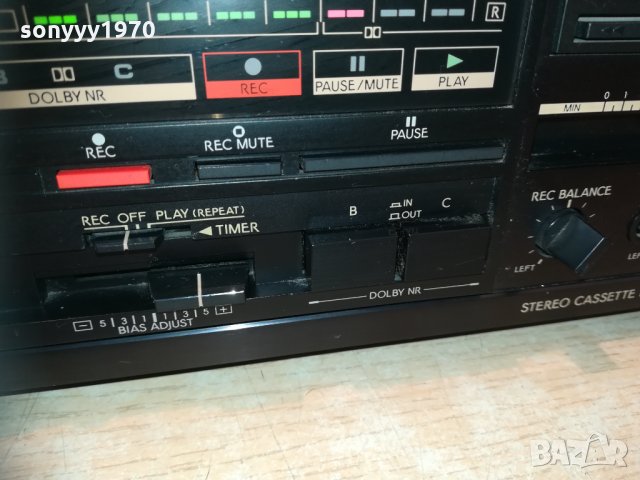 sonyyy1970
R
B C
DOLBY NR
REC
PAUSE/MUTE
PLAY
REC
REC MUTE
PAUSE
MIN 0 1
REC OFF PLAY (REPEAT)
TIMER
B IN OUT C
DOLBY NR
REC BALANCE
LEFT
5 3 1 1 3 5
BIAS ADJUST
STEREO CASSETTE
BAZAR